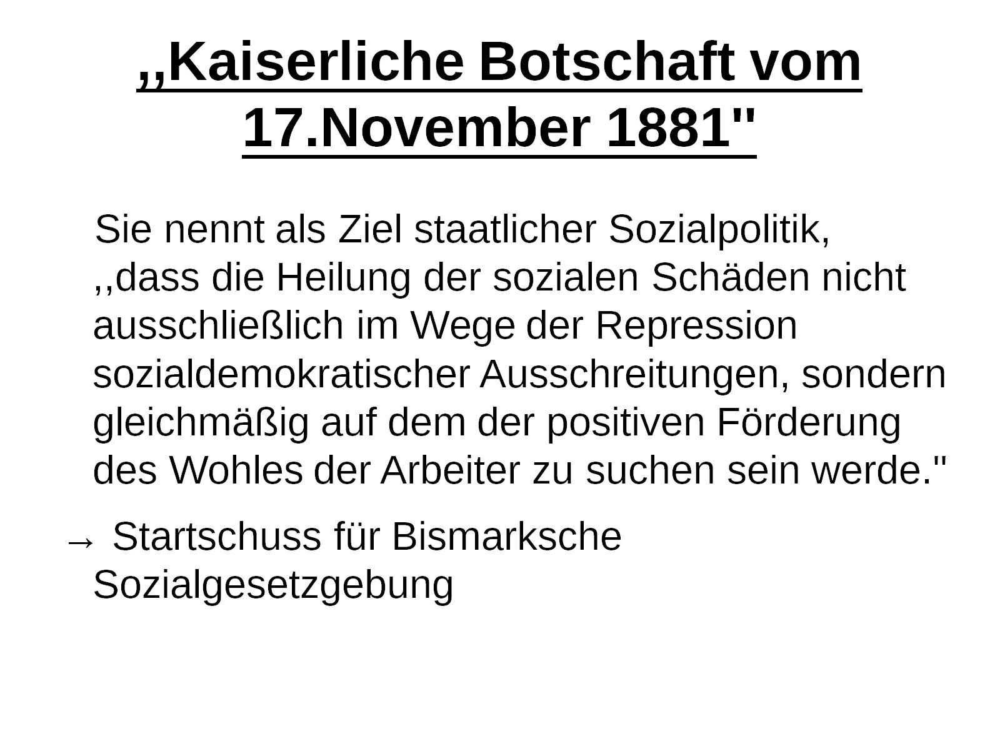 ,,Kaiserliche Botschaft vom
17.November 1881"
Sie nennt als Ziel staatlicher Sozialpolitik,
,,dass die Heilung der sozialen Schäden nicht
ausschließlich im Wege der Repression
sozialdemokratischer Ausschreitungen, sondern
gleichmäßig auf dem der positiven Förderung
des Wohles der Arbeiter zu suchen sein werde."
→ Startschuss für Bismarksche
Sozialgesetzgebung